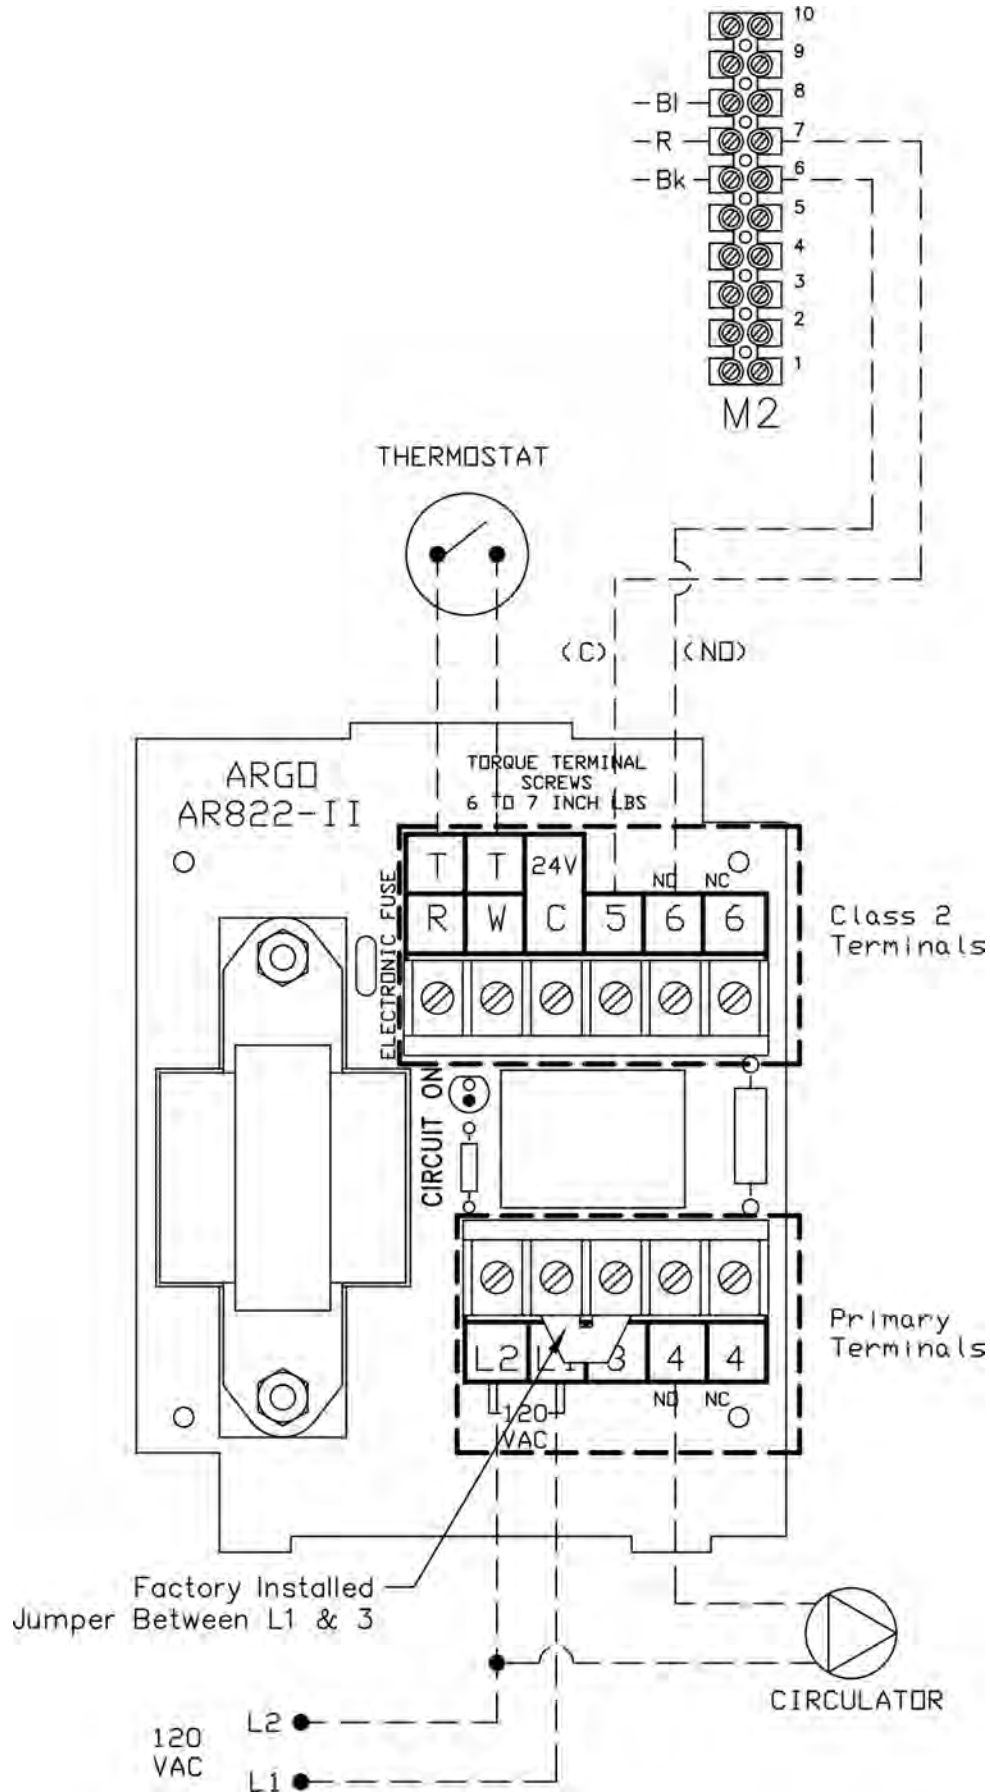 10
9
8
Bl
7
R
6
Bk
5
4
3
2
1
M2
THERMOSTAT
(C)
(NO)
ARGO
AR822-II
TORQUE TERMINAL
SCREWS
6 TO 7 INCH LBS
ELECTRONIC FUSE
T T 24V
NO NC
R W C 5 6 6
Class 2
Terminals
CIRCUIT ON
Primary
Terminals
L2 L1 3 4 4
NO NC
120
VAC
Factory Installed
Jumper Between L1 & 3
CIRCULATOR
120
VAC
L2
L1